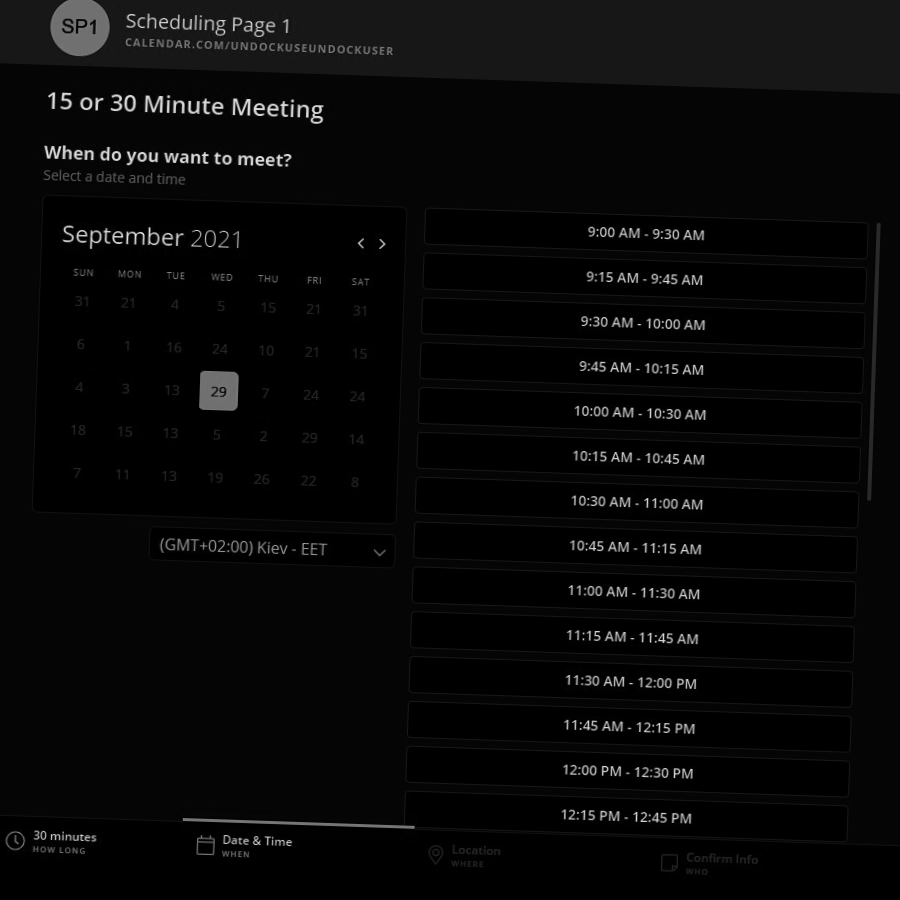 SP1
Scheduling Page 1
CALENDAR.COM/UNDOCKUSEUNDOCKUSER
15 or 30 Minute Meeting
When do you want to meet?
Select a date and time
September 2021
SUN MON TUE WED THU FRI SAT
31 21 4 5 15 21 31
6 1 16 24 10 21 15
4 3 13 29 7 24 24
18 15 13 5 2 29 14
7 11 13 19 26 22 8
(GMT+02:00) Kiev - EET
9:00 AM - 9:30 AM
9:15 AM - 9:45 AM
9:30 AM - 10:00 AM
9:45 AM - 10:15 AM
10:00 AM - 10:30 AM
10:15 AM - 10:45 AM
10:30 AM - 11:00 AM
10:45 AM - 11:15 AM
11:00 AM - 11:30 AM
11:15 AM - 11:45 AM
11:30 AM - 12:00 PM
11:45 AM - 12:15 PM
12:00 PM - 12:30 PM
12:15 PM - 12:45 PM
30 minutes
HOW LONG
Date & Time
WHEN
Location
WHERE
Confirm Info
WHO